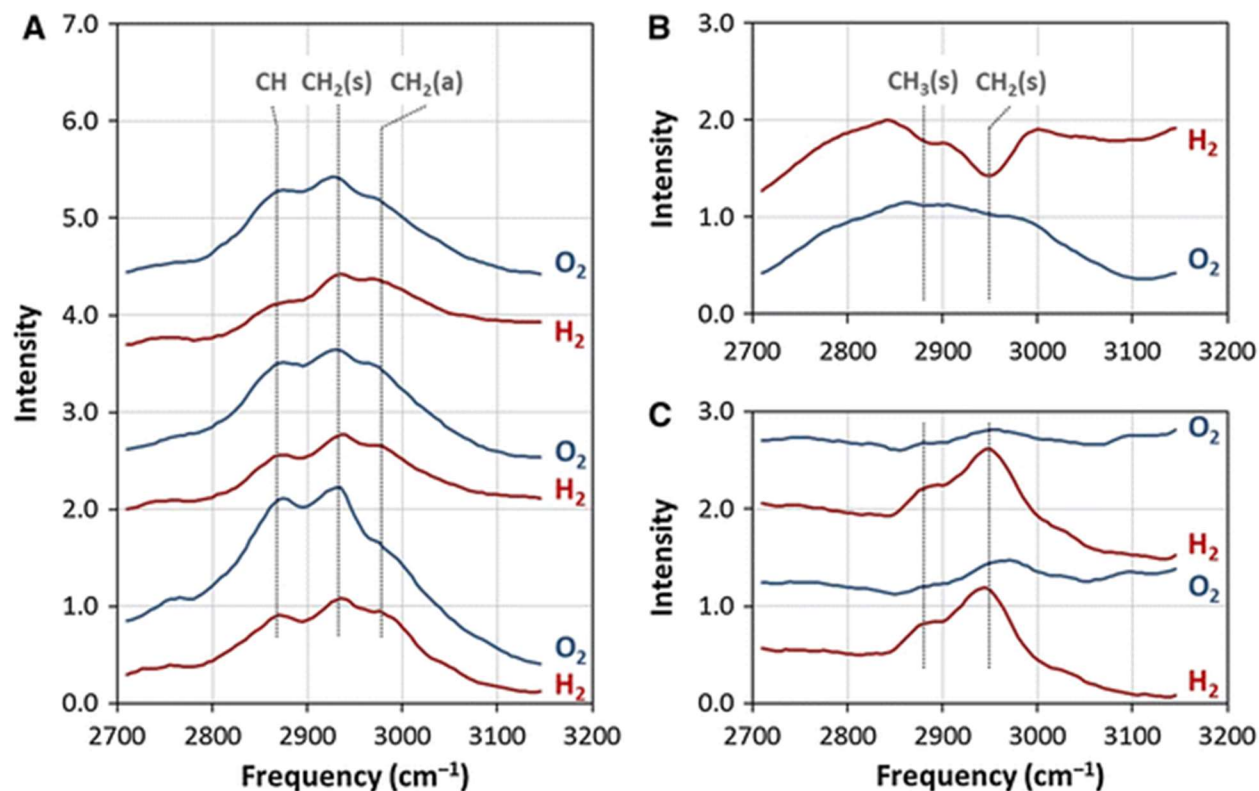 A
7.0
6.0
5.0
4.0
3.0
2.0
1.0
0.0
Intensity
CH CH₂(s) CH₂(a)
O₂
H₂
O₂
H₂
O₂
H₂
2700 2800 2900 3000 3100 3200
Frequency (cm⁻¹)
B
3.0
2.0
1.0
0.0
Intensity
CH₃(s) CH₂(s)
H₂
O₂
2700 2800 2900 3000 3100 3200
C
3.0
2.0
1.0
0.0
Intensity
O₂
H₂
O₂
H₂
2700 2800 2900 3000 3100 3200
Frequency (cm⁻¹)